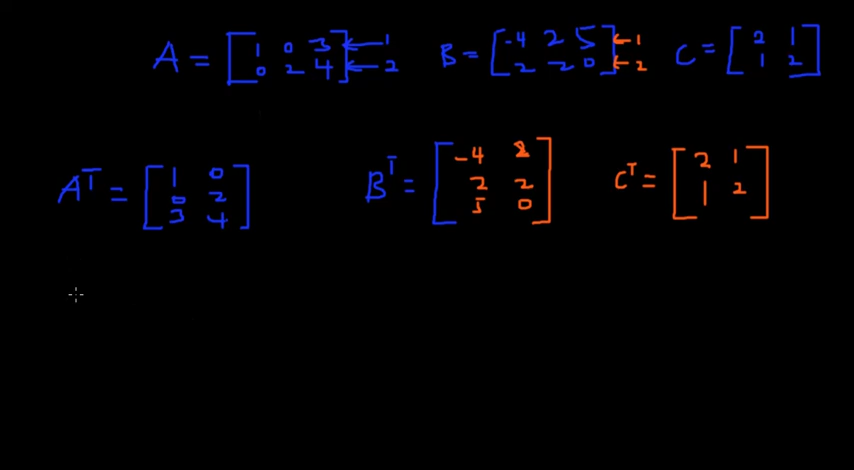 A = [1 0 3] ← 1 B = [-4 2 5] ← 1 C = [2 1]
[0 2 4] ← 2 [2 -2 0] ← 2 [1 2]
Aᵀ = [1 0] Bᵀ = [-4 2] Cᵀ = [2 1]
[0 2] [2 2] [1 2]
[3 4] [5 0]